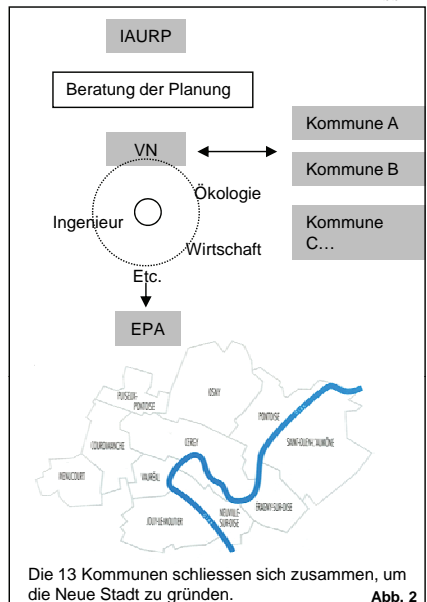 IAURP
Beratung der Planung
VN
Kommune A
Kommune B
Kommune
C…
Ökologie
Ingenieur
Wirtschaft
Etc.
EPA
OSNY
PUISEUX-
PONTOISE
PONTOISE
COURDIMANCHE
CERGY
SAINT-OUEN-L'AUMÔNE
MENUCOURT
VAURÉAL
ERAGNY-SUR-OISE
NEUVILLE-
SUR-OISE
JOUY-LE-MOUTIER
Die 13 Kommunen schliessen sich zusammen, um
die Neue Stadt zu gründen.
Abb. 2